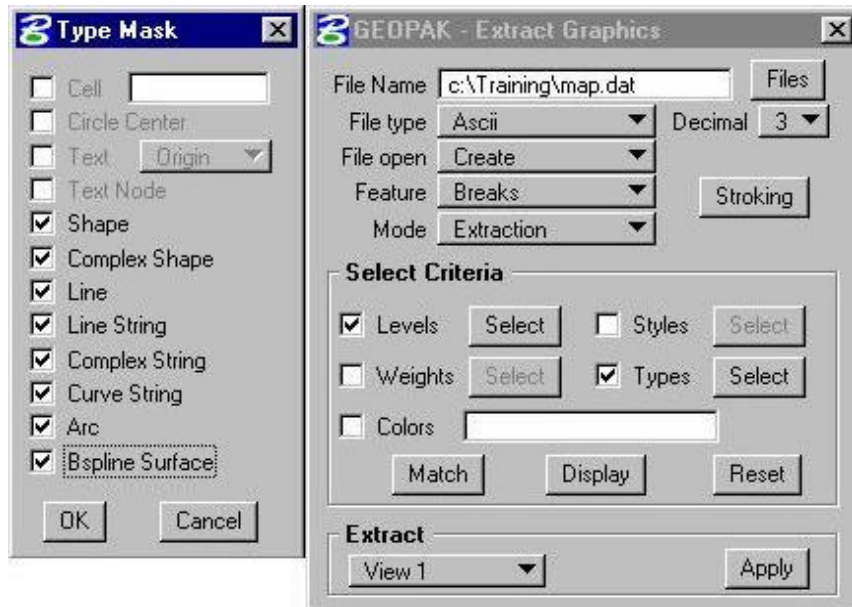 Type Mask
Cell
Circle Center
Text Origin
Text Node
Shape
Complex Shape
Line
Line String
Complex String
Curve String
Arc
Bspline Surface
OK Cancel
GEOPAK - Extract Graphics
File Name c:\Training\map.dat Files
File type Ascii Decimal 3
File open Create
Feature Breaks Stroking
Mode Extraction
Select Criteria
Levels Select Styles Select
Weights Select Types Select
Colors
Match Display Reset
Extract
View 1 Apply